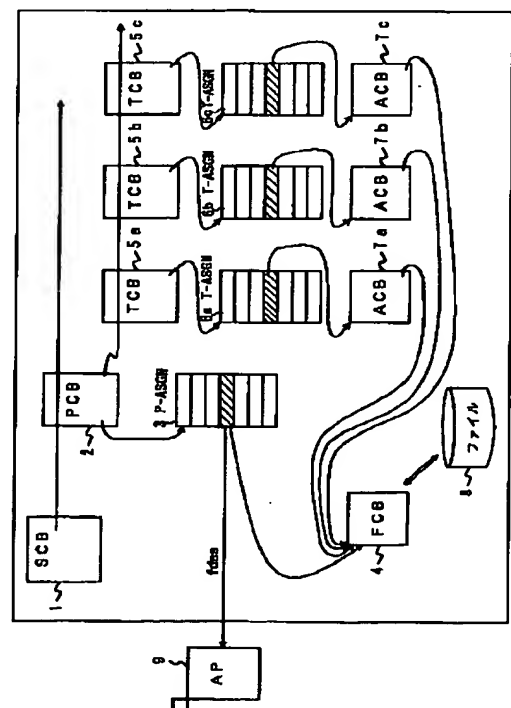 SCB
1
PCB
2
TCB
5a
TCB
5b
TCB
5c
3 P-ASGN
6a T-ASGN
6b T-ASGN
6c T-ASGN
fdsa
ACB
7a
ACB
7b
ACB
7c
9
AP
FCB
4
ファイル
8